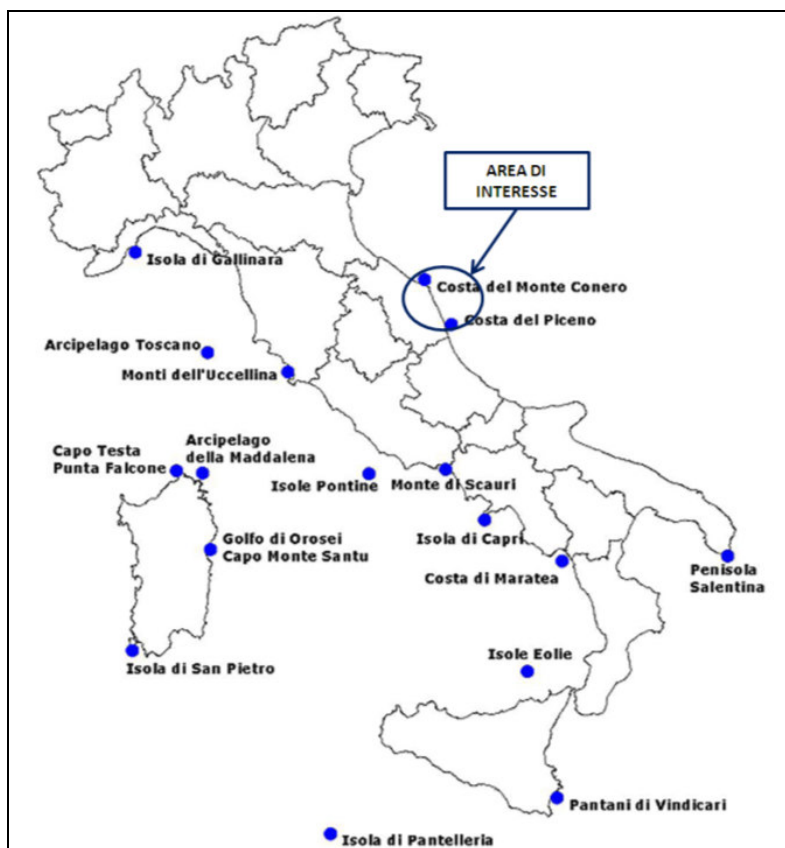 AREA DI
INTERESSE
Isola di Gallinara
Costa del Monte Conero
Costa del Piceno
Arcipelago Toscano
Monti dell'Uccellina
Capo Testa
Punta Falcone
Arcipelago
della Maddalena
Isole Pontine
Monte di Scauri
Isola di Capri
Golfo di Orosei
Capo Monte Santu
Costa di Maratea
Penisola
Salentina
Isola di San Pietro
Isole Eolie
Pantani di Vindicari
Isola di Pantelleria